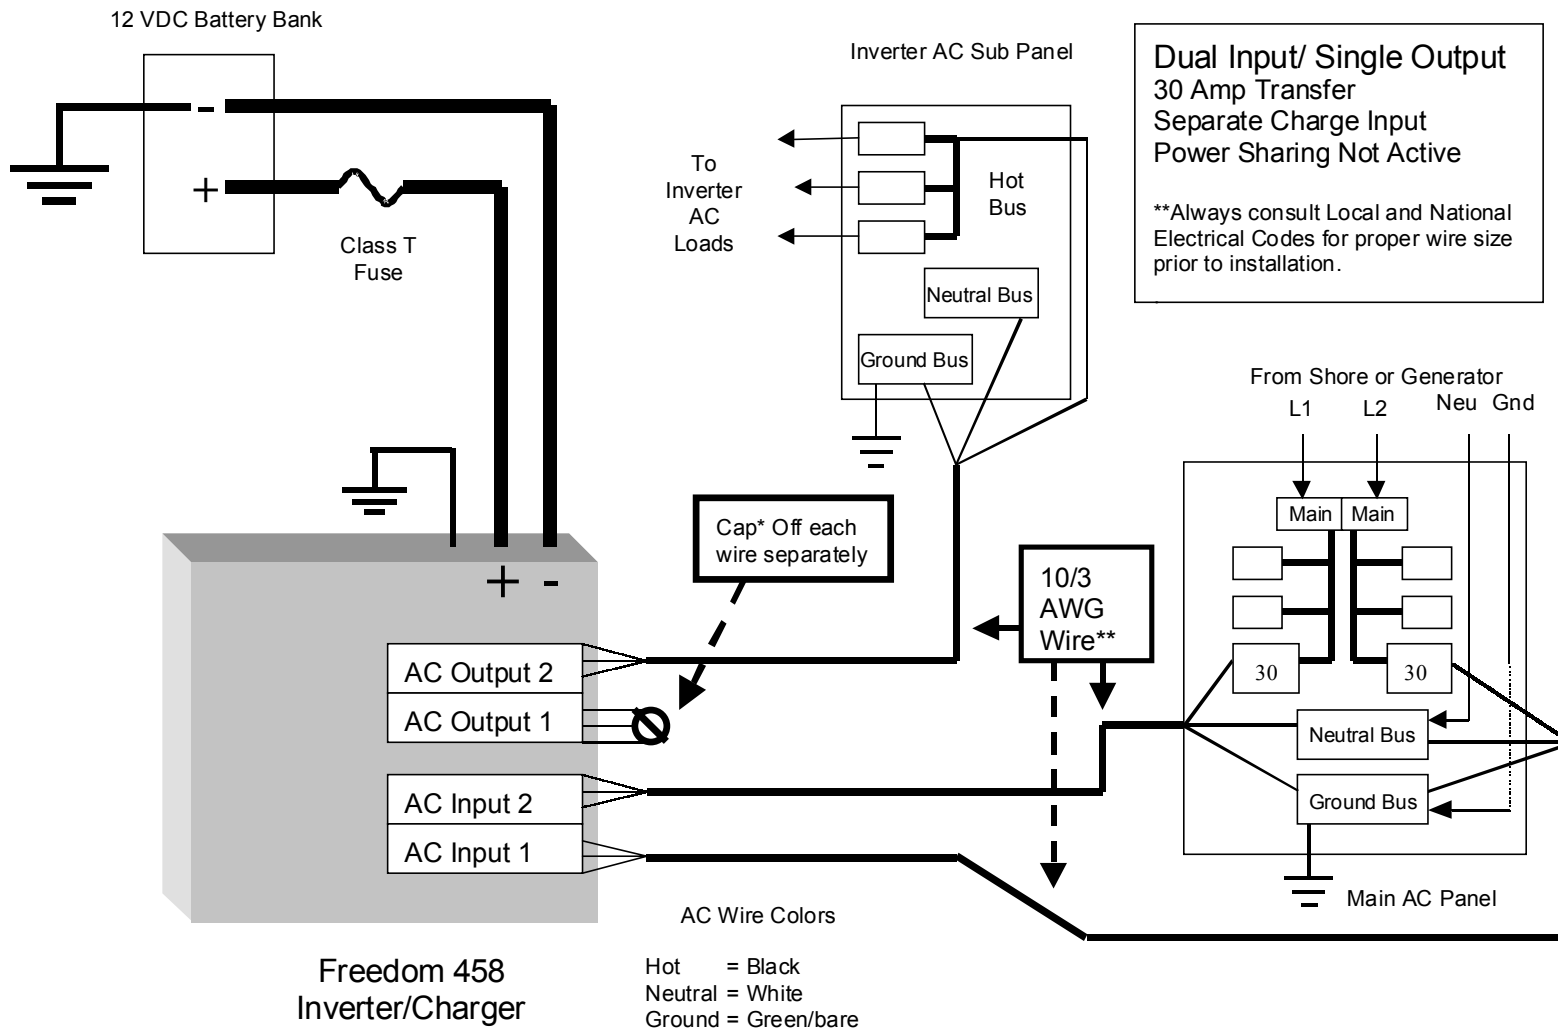 12 VDC Battery Bank
-
+
Class T
Fuse
Inverter AC Sub Panel
To
Inverter
AC
Loads
Hot
Bus
Neutral Bus
Ground Bus
Dual Input/ Single Output
30 Amp Transfer
Separate Charge Input
Power Sharing Not Active
**Always consult Local and National
Electrical Codes for proper wire size
prior to installation.
.
From Shore or Generator
L1 L2 Neu Gnd
Main Main
30 30
Neutral Bus
Ground Bus
Main AC Panel
Cap* Off each
wire separately
10/3
AWG
Wire**
+ -
AC Output 2
AC Output 1
AC Input 2
AC Input 1
Freedom 458
Inverter/Charger
AC Wire Colors
Hot = Black
Neutral = White
Ground = Green/bare